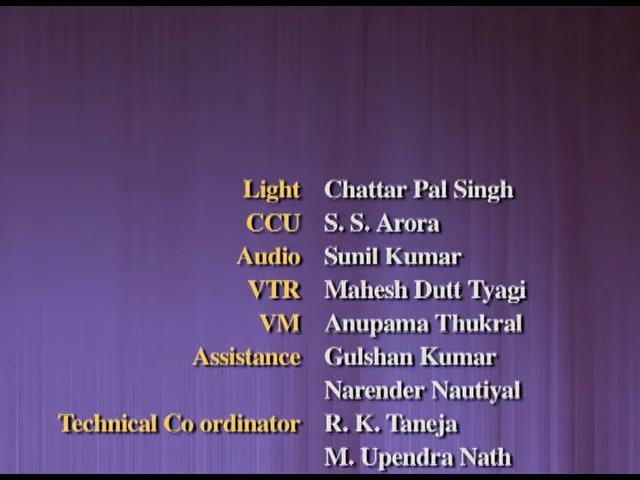 Light Chattar Pal Singh
CCU S. S. Arora
Audio Sunil Kumar
VTR Mahesh Dutt Tyagi
VM Anupama Thukral
Assistance Gulshan Kumar
Narender Nautiyal
Technical Co ordinator R. K. Taneja
M. Upendra Nath